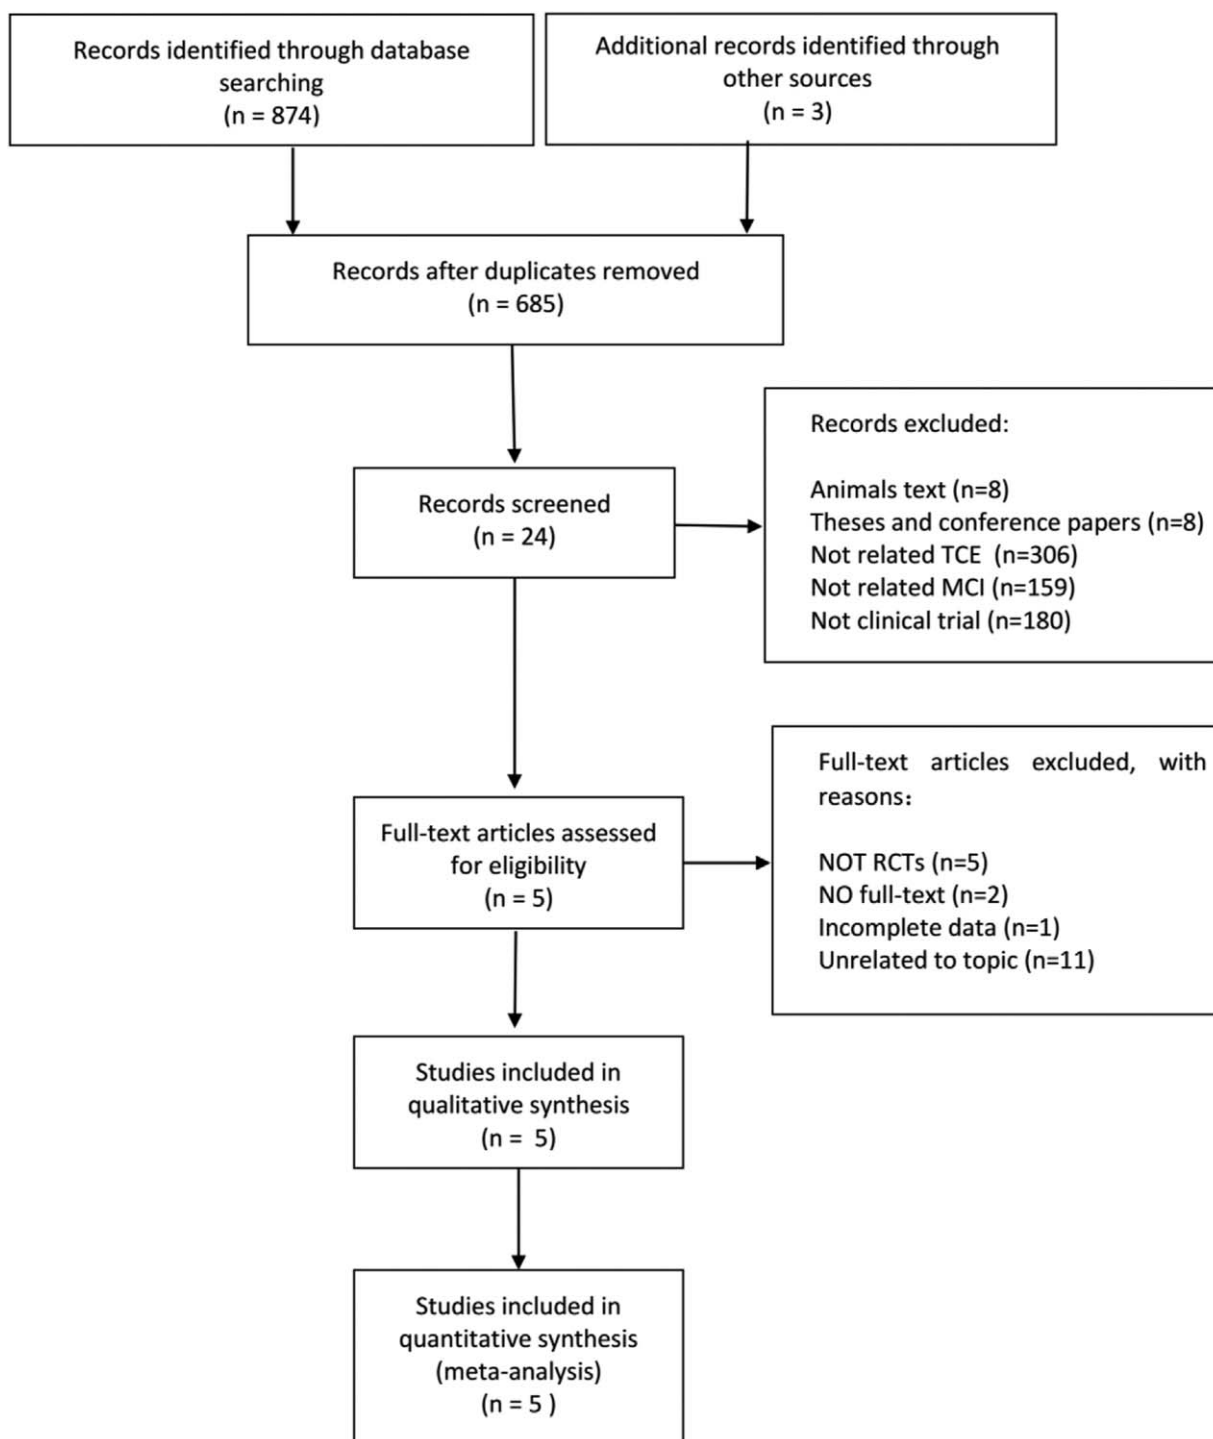 Records identified through database
searching
(n = 874)
Additional records identified through
other sources
(n = 3)
Records after duplicates removed
(n = 685)
Records screened
(n = 24)
Records excluded:
Animals text (n=8)
Theses and conference papers (n=8)
Not related TCE (n=306)
Not related MCI (n=159)
Not clinical trial (n=180)
Full-text articles assessed
for eligibility
(n = 5)
Full-text articles excluded, with
reasons：
NOT RCTs (n=5)
NO full-text (n=2)
Incomplete data (n=1)
Unrelated to topic (n=11)
Studies included in
qualitative synthesis
(n = 5)
Studies included in
quantitative synthesis
(meta-analysis)
(n = 5 )